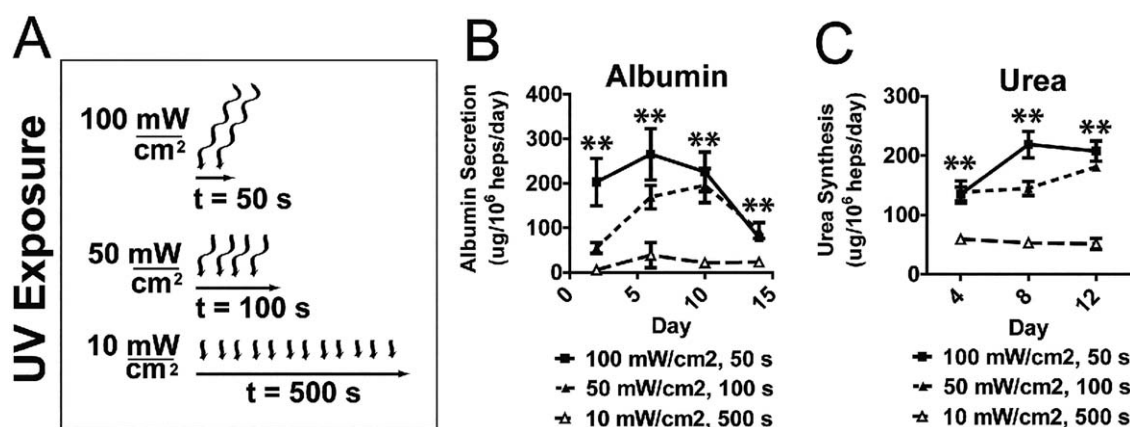 A
UV Exposure
100 mW
cm²
t = 50 s
50 mW
cm²
t = 100 s
10 mW
cm²
t = 500 s
B
Albumin
Albumin Secretion
(ug/10⁶ heps/day)
400
300
200
100
0
** ** ** **
0 5 10 15
Day
100 mW/cm2, 50 s
50 mW/cm2, 100 s
10 mW/cm2, 500 s
C
Urea
Urea Synthesis
(ug/10⁶ heps/day)
300
200
100
0
** ** **
4 8 12
Day
100 mW/cm2, 50 s
50 mW/cm2, 100 s
10 mW/cm2, 500 s